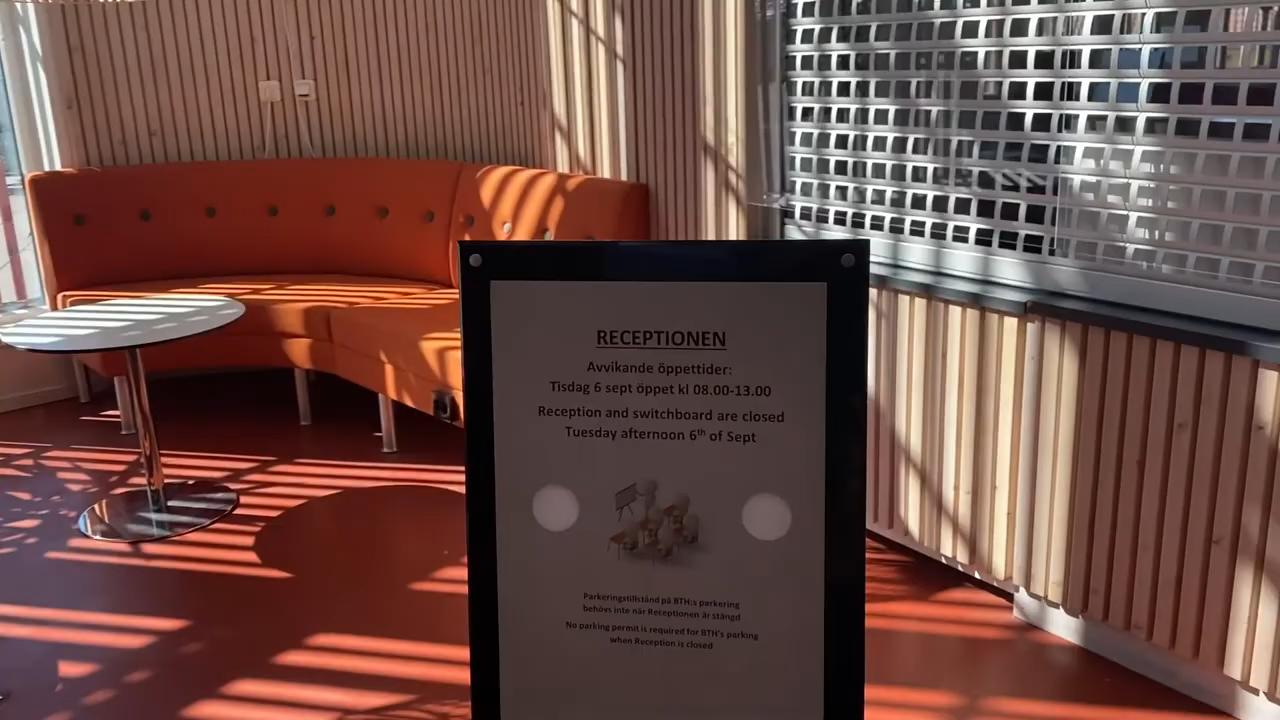 RECEPTIONEN
Avvikande öppettider:
Tisdag 6 sept öppet kl 08.00-13.00
Reception and switchboard are closed
Tuesday afternoon 6th of Sept
Parkeringstillstånd på BTH:s parkering
behövs inte när Receptionen är stängd
No parking permit is required for BTH's parking
when Reception is closed